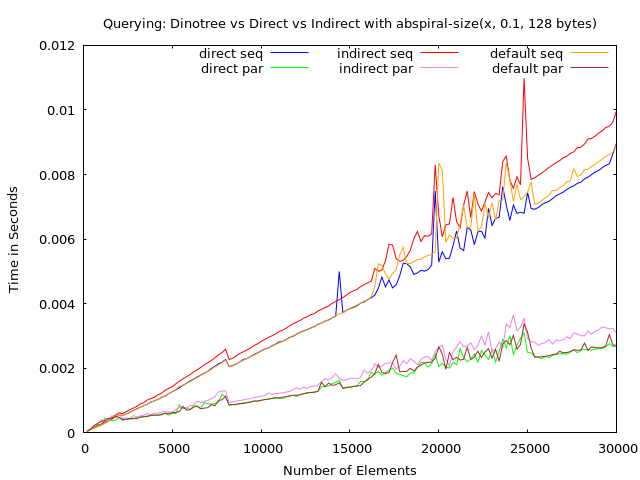 Querying: Dinotree vs Direct vs Indirect with abspiral-size(x, 0.1, 128 bytes)
direct seq indirect seq default seq
direct par indirect par default par
0.012
0.01
0.008
0.006
0.004
0.002
0
Time in Seconds
0 5000 10000 15000 20000 25000 30000
Number of Elements